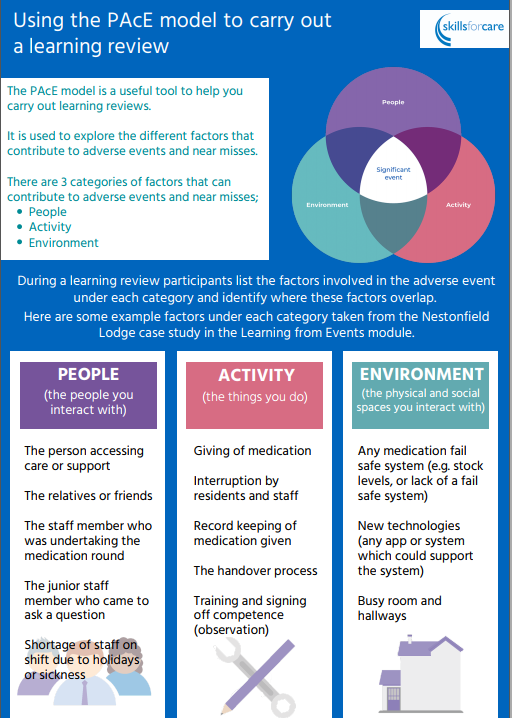 Using the PAcE model to carry out
a learning review
skillsforcare
The PAcE model is a useful tool to help you
carry out learning reviews.
It is used to explore the different factors that
contribute to adverse events and near misses.
There are 3 categories of factors that can
contribute to adverse events and near misses;
• People
• Activity
• Environment
People
Significant
event
Environment
Activity
During a learning review participants list the factors involved in the adverse event
under each category and identify where these factors overlap.
Here are some example factors under each category taken from the Nestonfield
Lodge case study in the Learning from Events module.
PEOPLE
(the people you
interact with)
The person accessing
care or support
The relatives or friends
The staff member who
was undertaking the
medication round
The junior staff
member who came to
ask a question
Shortage of staff on
shift due to holidays
or sickness
ACTIVITY
(the things you do)
Giving of medication
Interruption by
residents and staff
Record keeping of
medication given
The handover process
Training and signing
off competence
(observation)
ENVIRONMENT
(the physical and social
spaces you interact with)
Any medication fail
safe system (e.g. stock
levels, or lack of a fail
safe system)
New technologies
(any app or system
which could support
the system)
Busy room and
hallways